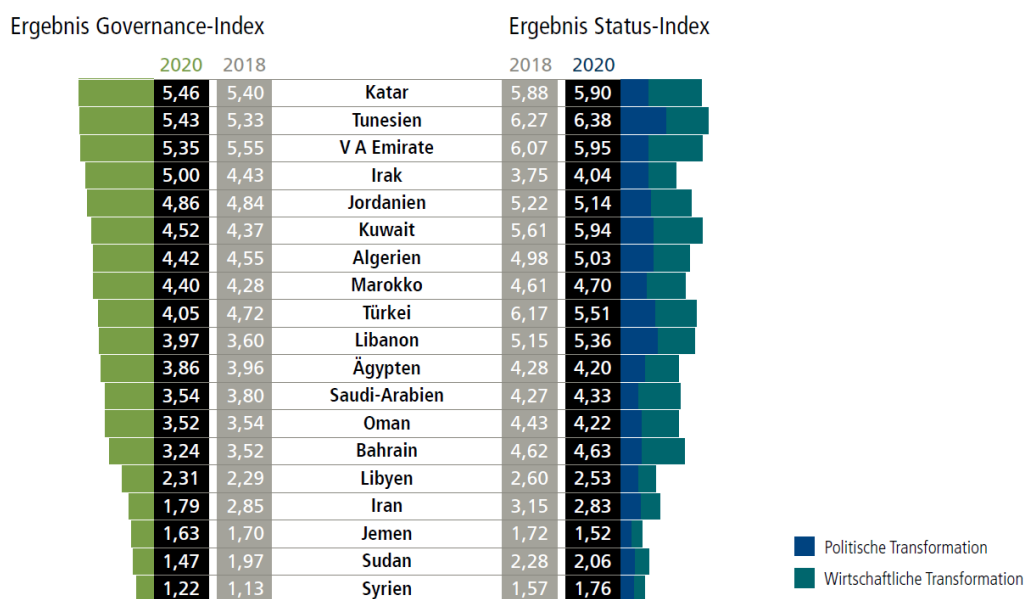 Ergebnis Governance-Index Ergebnis Status-Index
2020 2018 2018 2020
5,46 5,40 Katar 5,88 5,90
5,43 5,33 Tunesien 6,27 6,38
5,35 5,55 V A Emirate 6,07 5,95
5,00 4,43 Irak 3,75 4,04
4,86 4,84 Jordanien 5,22 5,14
4,52 4,37 Kuwait 5,61 5,94
4,42 4,55 Algerien 4,98 5,03
4,40 4,28 Marokko 4,61 4,70
4,05 4,72 Türkei 6,17 5,51
3,97 3,60 Libanon 5,15 5,36
3,86 3,96 Ägypten 4,28 4,20
3,54 3,80 Saudi-Arabien 4,27 4,33
3,52 3,54 Oman 4,43 4,22
3,24 3,52 Bahrain 4,62 4,63
2,31 2,29 Libyen 2,60 2,53
1,79 2,85 Iran 3,15 2,83
1,63 1,70 Jemen 1,72 1,52
1,47 1,97 Sudan 2,28 2,06
1,22 1,13 Syrien 1,57 1,76
Politische Transformation
Wirtschaftliche Transformation